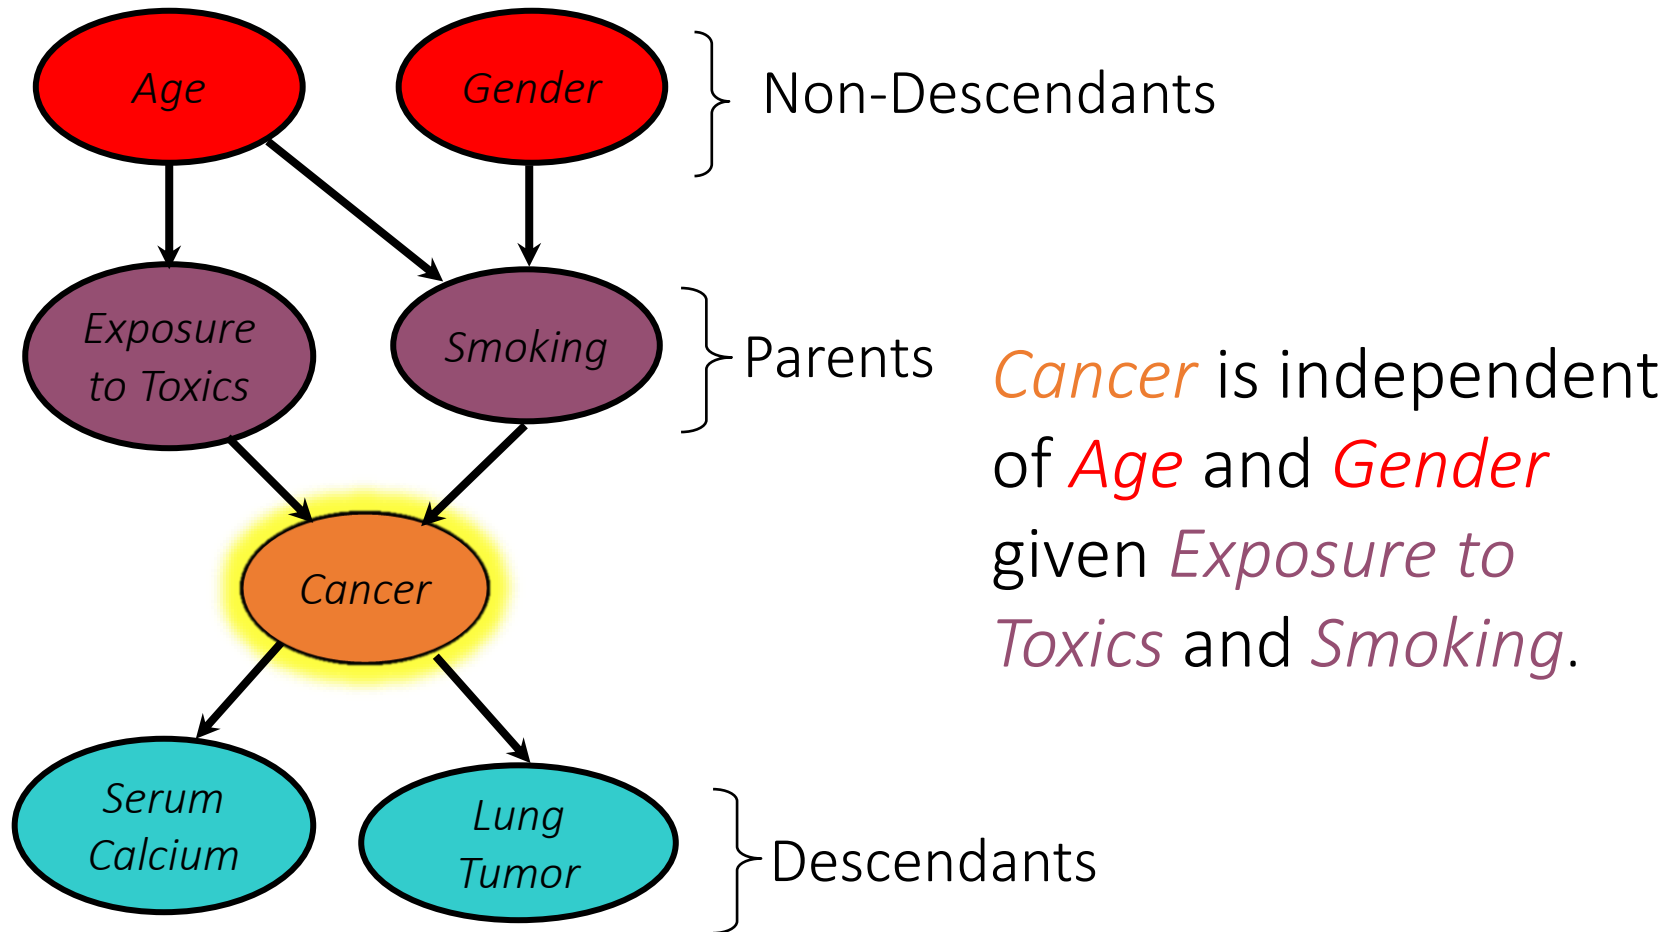 Age
Gender
Non-Descendants
Exposure
to Toxics
Smoking
Parents
Cancer is independent
of Age and Gender
given Exposure to
Toxics and Smoking.
Cancer
Serum
Calcium
Lung
Tumor
Descendants